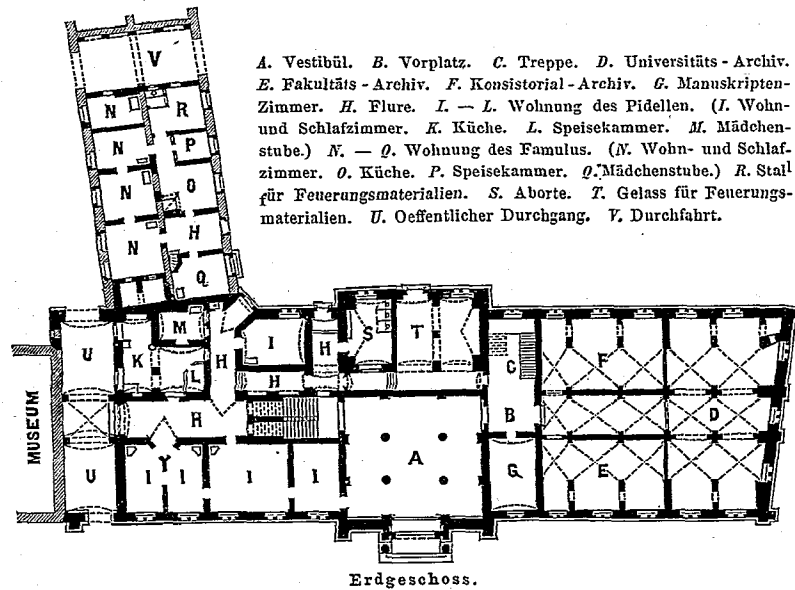 A. Vestibül. B. Vorplatz. C. Treppe. D. Universitäts-Archiv.
E. Fakultäts-Archiv. F. Konsistorial-Archiv. G. Manuskripten-
Zimmer. H. Flure. I. — L. Wohnung des Pidellen. (I. Wohn-
und Schlafzimmer. K. Küche. L. Speisekammer. M. Mädchen-
stube.) N. — Q. Wohnung des Famulus. (N. Wohn- und Schlaf-
zimmer. O. Küche. P. Speisekammer. Q. Mädchenstube.) R. Stall
für Feuerungsmaterialien. S. Aborte. T. Gelass für Feuerungs-
materialien. U. Oeffentlicher Durchgang. V. Durchfahrt.
V
N R
N P
N O
N H
Q
U K M H I H S T C F
L H
MUSEUM H B D
U I Y I I I A G E
Erdgeschoss.